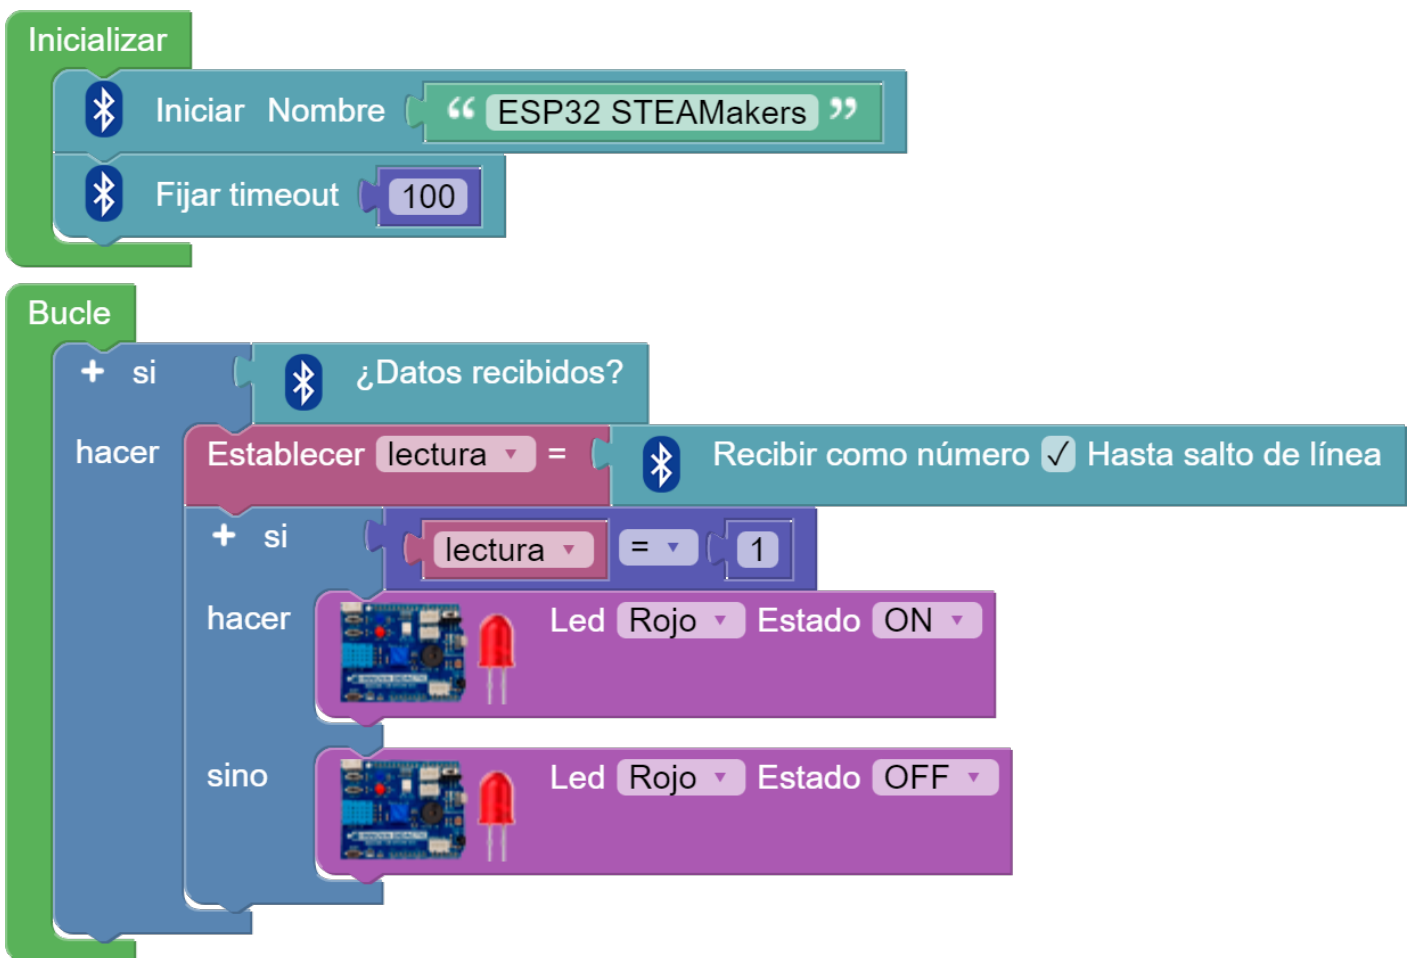 Inicializar
Iniciar Nombre “ ESP32 STEAMakers ”
Fijar timeout 100
Bucle
+ si ¿Datos recibidos?
hacer Establecer lectura = Recibir como número ✓ Hasta salto de línea
+ si lectura = 1
hacer Led Rojo Estado ON
sino Led Rojo Estado OFF